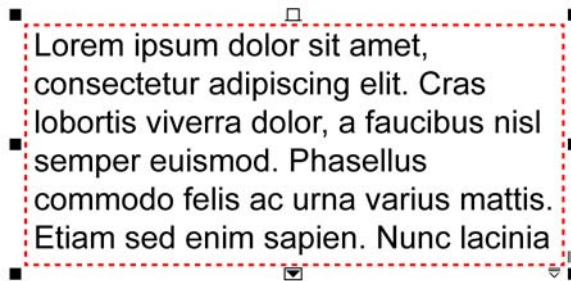 Lorem ipsum dolor sit amet,
consectetur adipiscing elit. Cras
lobortis viverra dolor, a faucibus nisl
semper euismod. Phasellus
commodo felis ac urna varius mattis.
Etiam sed enim sapien. Nunc lacinia